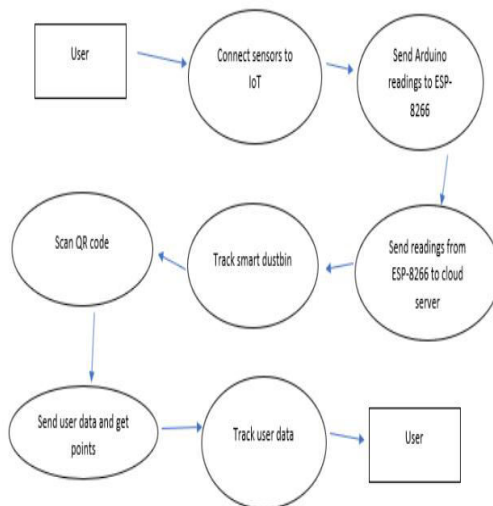 User
Connect sensors to
IoT
Send Arduino
readings to ESP-
8266
Scan QR code
Track smart dustbin
Send readings from
ESP-8266 to cloud
server
Send user data and get
points
Track user data
User